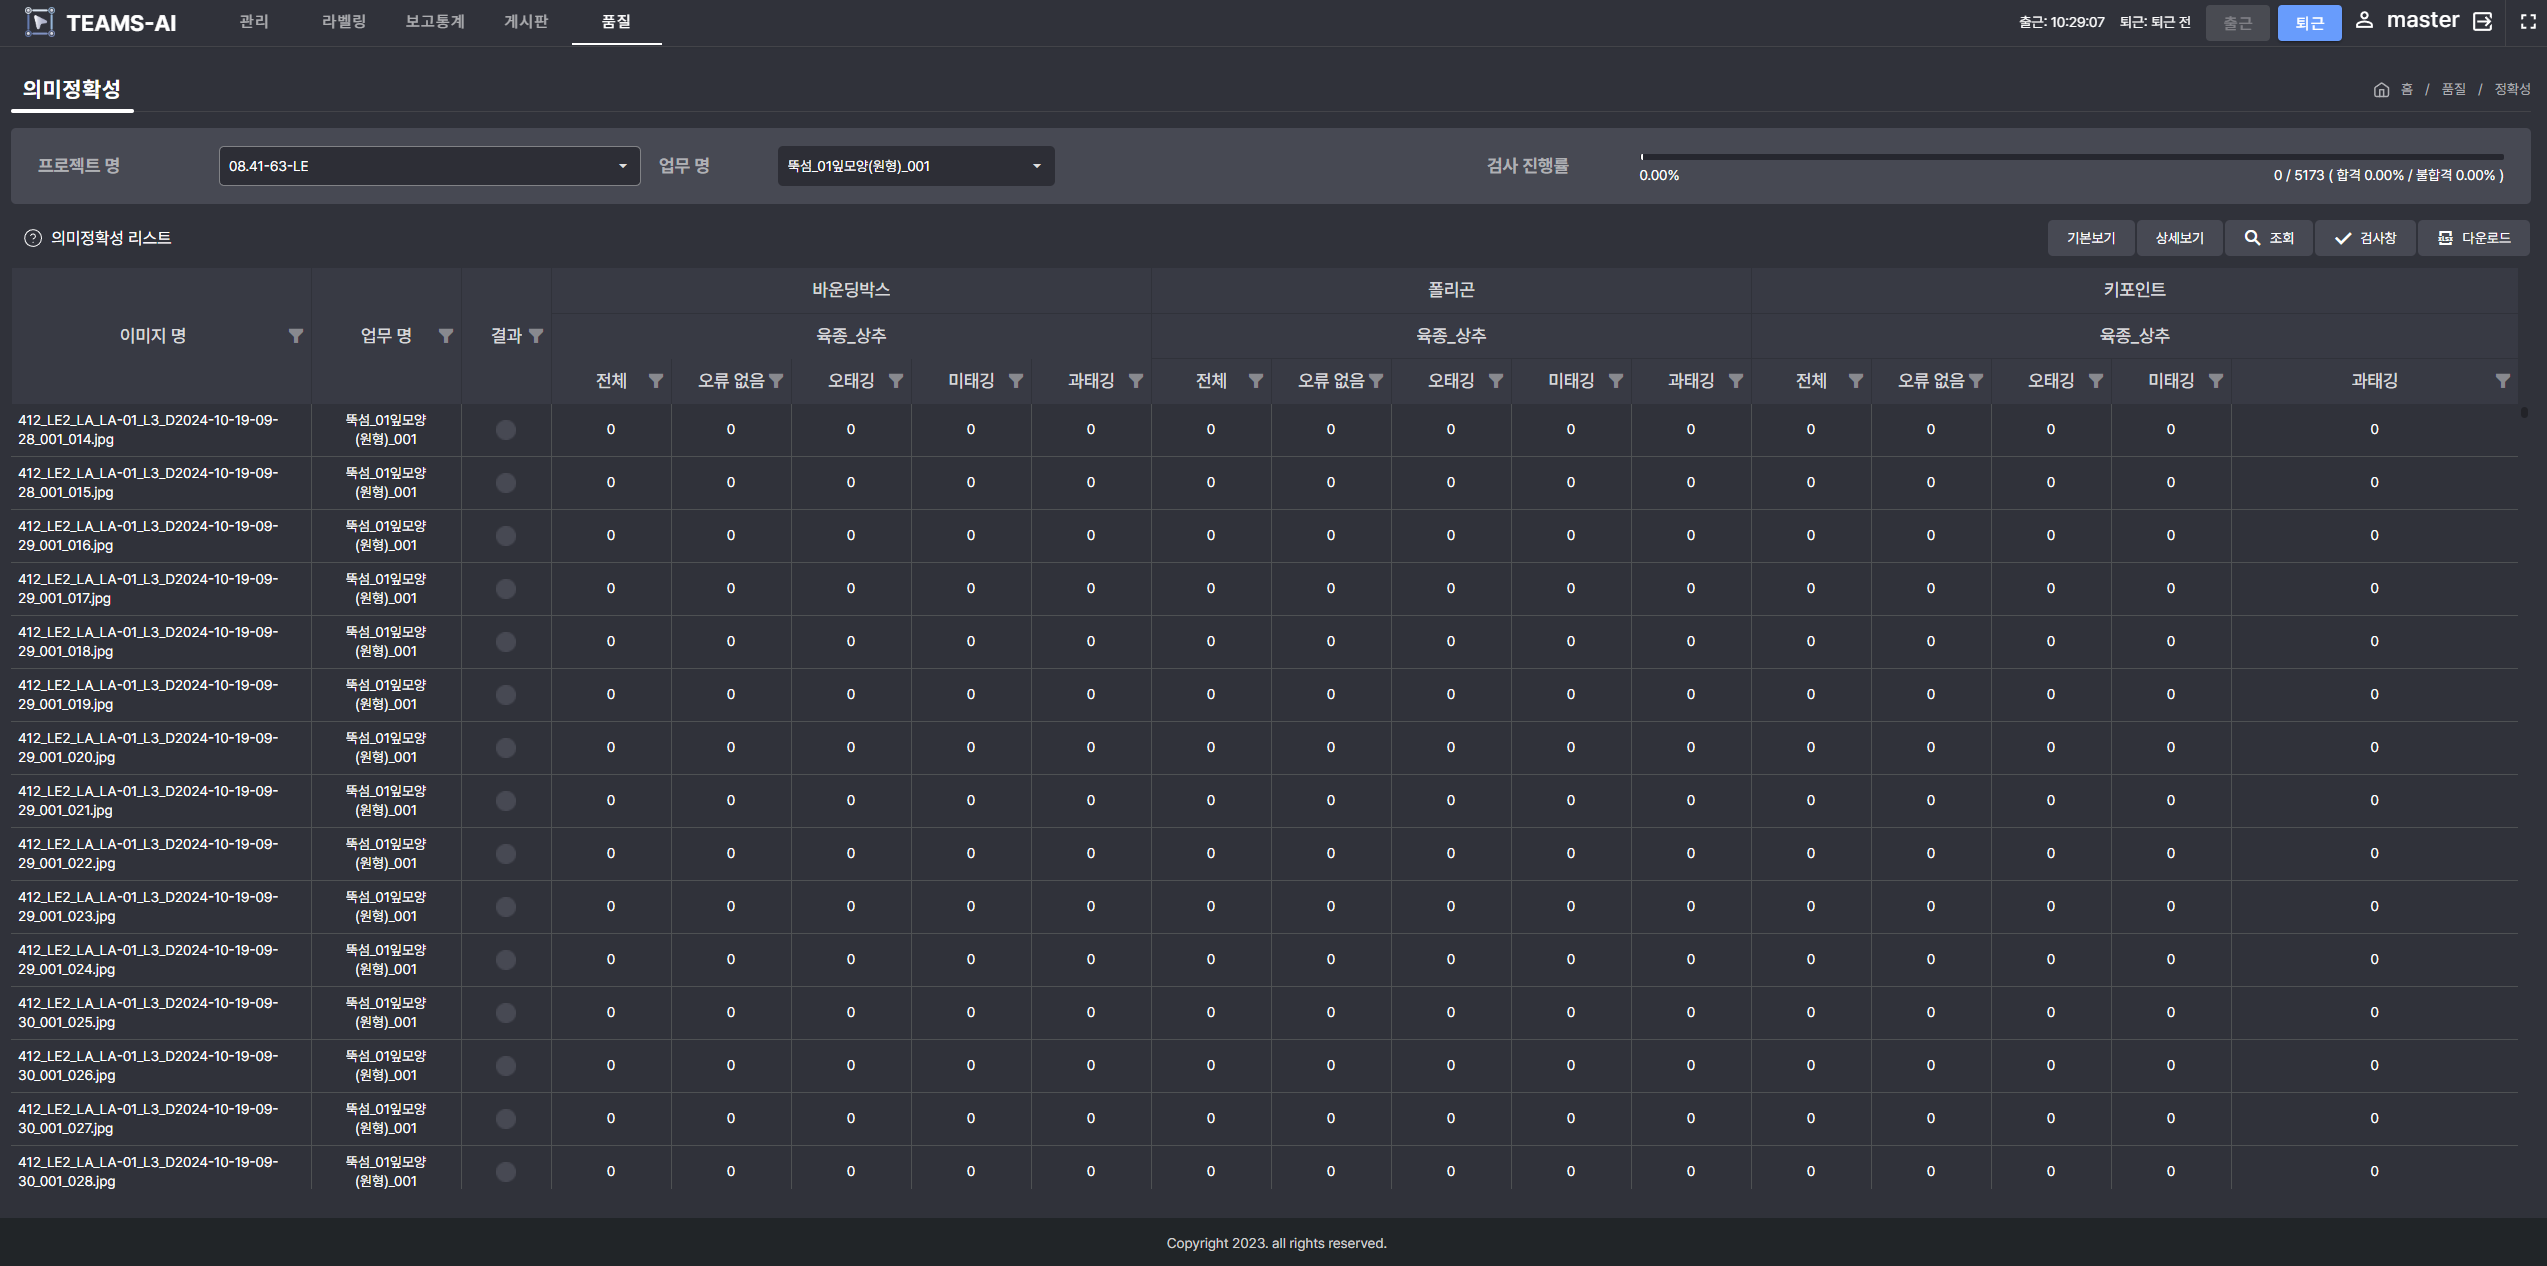 TEAMS-AI 관리 라벨링 보고통계 게시판 품질 출근: 10:29:07 퇴근: 퇴근 전 출근 퇴근 master
의미정확성 홈 / 품질 / 정확성
프로젝트 명 08.41-63-LE 업무 명 뚝섬_01잎모양(원형)_001 검사 진행률
0.00% 0 / 5173 ( 합격 0.00% / 불합격 0.00% )
의미정확성 리스트 기본보기 상세보기 조회 검사창 다운로드
바운딩박스 폴리곤 키포인트
이미지 명 업무 명 결과 육종_상추 육종_상추 육종_상추
전체 오류 없음 오태깅 미태깅 과태깅 전체 오류 없음 오태깅 미태깅 과태깅 전체 오류 없음 오태깅 미태깅 과태깅
412_LE2_LA_LA-01_L3_D2024-10-19-09- 뚝섬_01잎모양
28_001_014.jpg (원형)_001 0 0 0 0 0 0 0 0 0 0 0 0 0 0 0
412_LE2_LA_LA-01_L3_D2024-10-19-09- 뚝섬_01잎모양
28_001_015.jpg (원형)_001 0 0 0 0 0 0 0 0 0 0 0 0 0 0 0
412_LE2_LA_LA-01_L3_D2024-10-19-09- 뚝섬_01잎모양
29_001_016.jpg (원형)_001 0 0 0 0 0 0 0 0 0 0 0 0 0 0 0
412_LE2_LA_LA-01_L3_D2024-10-19-09- 뚝섬_01잎모양
29_001_017.jpg (원형)_001 0 0 0 0 0 0 0 0 0 0 0 0 0 0 0
412_LE2_LA_LA-01_L3_D2024-10-19-09- 뚝섬_01잎모양
29_001_018.jpg (원형)_001 0 0 0 0 0 0 0 0 0 0 0 0 0 0 0
412_LE2_LA_LA-01_L3_D2024-10-19-09- 뚝섬_01잎모양
29_001_019.jpg (원형)_001 0 0 0 0 0 0 0 0 0 0 0 0 0 0 0
412_LE2_LA_LA-01_L3_D2024-10-19-09- 뚝섬_01잎모양
29_001_020.jpg (원형)_001 0 0 0 0 0 0 0 0 0 0 0 0 0 0 0
412_LE2_LA_LA-01_L3_D2024-10-19-09- 뚝섬_01잎모양
29_001_021.jpg (원형)_001 0 0 0 0 0 0 0 0 0 0 0 0 0 0 0
412_LE2_LA_LA-01_L3_D2024-10-19-09- 뚝섬_01잎모양
29_001_022.jpg (원형)_001 0 0 0 0 0 0 0 0 0 0 0 0 0 0 0
412_LE2_LA_LA-01_L3_D2024-10-19-09- 뚝섬_01잎모양
29_001_023.jpg (원형)_001 0 0 0 0 0 0 0 0 0 0 0 0 0 0 0
412_LE2_LA_LA-01_L3_D2024-10-19-09- 뚝섬_01잎모양
29_001_024.jpg (원형)_001 0 0 0 0 0 0 0 0 0 0 0 0 0 0 0
412_LE2_LA_LA-01_L3_D2024-10-19-09- 뚝섬_01잎모양
30_001_025.jpg (원형)_001 0 0 0 0 0 0 0 0 0 0 0 0 0 0 0
412_LE2_LA_LA-01_L3_D2024-10-19-09- 뚝섬_01잎모양
30_001_026.jpg (원형)_001 0 0 0 0 0 0 0 0 0 0 0 0 0 0 0
412_LE2_LA_LA-01_L3_D2024-10-19-09- 뚝섬_01잎모양
30_001_027.jpg (원형)_001 0 0 0 0 0 0 0 0 0 0 0 0 0 0 0
412_LE2_LA_LA-01_L3_D2024-10-19-09- 뚝섬_01잎모양
30_001_028.jpg (원형)_001 0 0 0 0 0 0 0 0 0 0 0 0 0 0 0
Copyright 2023. all rights reserved.